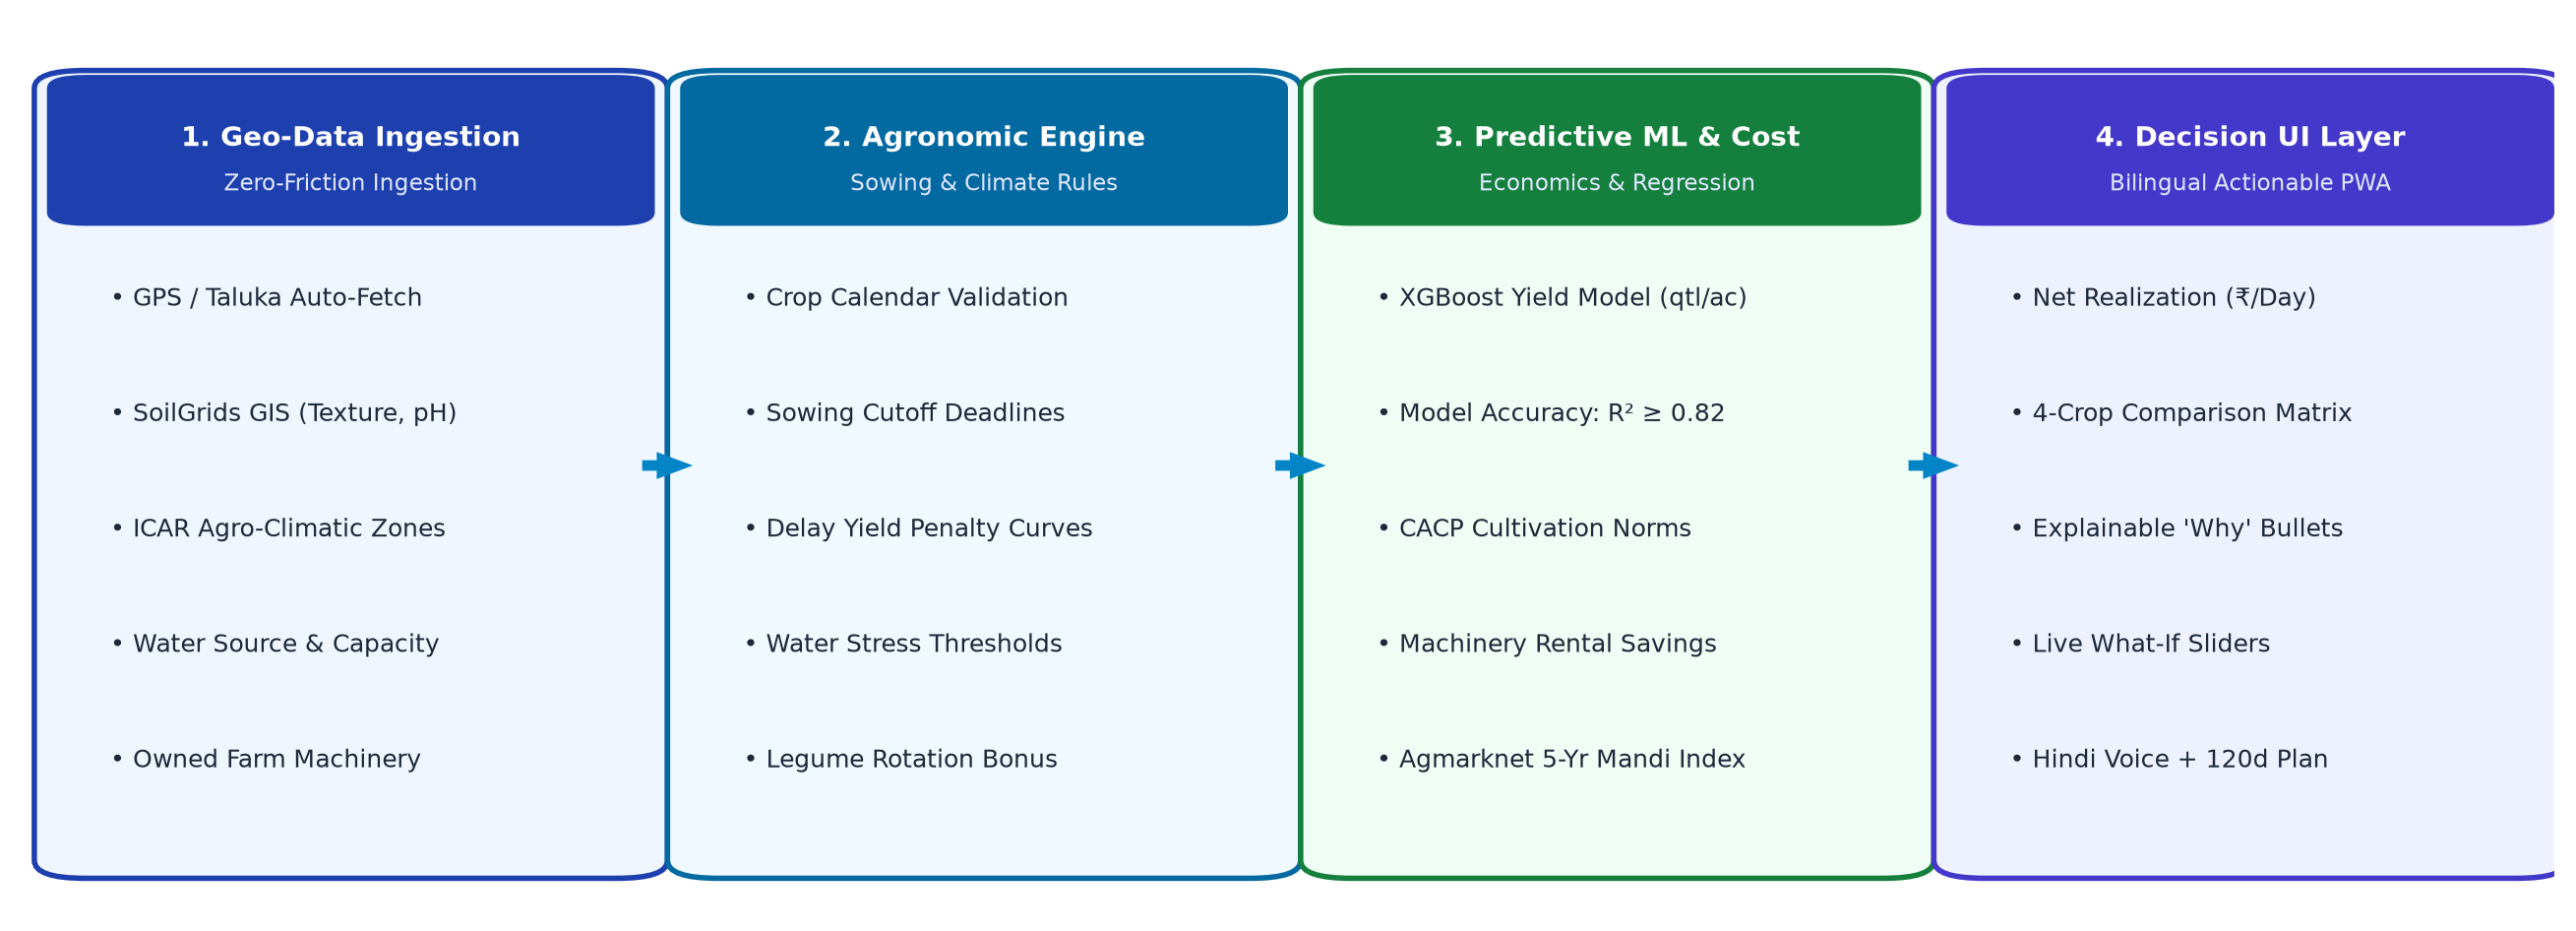 1. Geo-Data Ingestion
Zero-Friction Ingestion
• GPS / Taluka Auto-Fetch
• SoilGrids GIS (Texture, pH)
• ICAR Agro-Climatic Zones
• Water Source & Capacity
• Owned Farm Machinery
2. Agronomic Engine
Sowing & Climate Rules
• Crop Calendar Validation
• Sowing Cutoff Deadlines
• Delay Yield Penalty Curves
• Water Stress Thresholds
• Legume Rotation Bonus
3. Predictive ML & Cost
Economics & Regression
• XGBoost Yield Model (qtl/ac)
• Model Accuracy: R² ≥ 0.82
• CACP Cultivation Norms
• Machinery Rental Savings
• Agmarknet 5-Yr Mandi Index
4. Decision UI Layer
Bilingual Actionable PWA
• Net Realization (₹/Day)
• 4-Crop Comparison Matrix
• Explainable 'Why' Bullets
• Live What-If Sliders
• Hindi Voice + 120d Plan